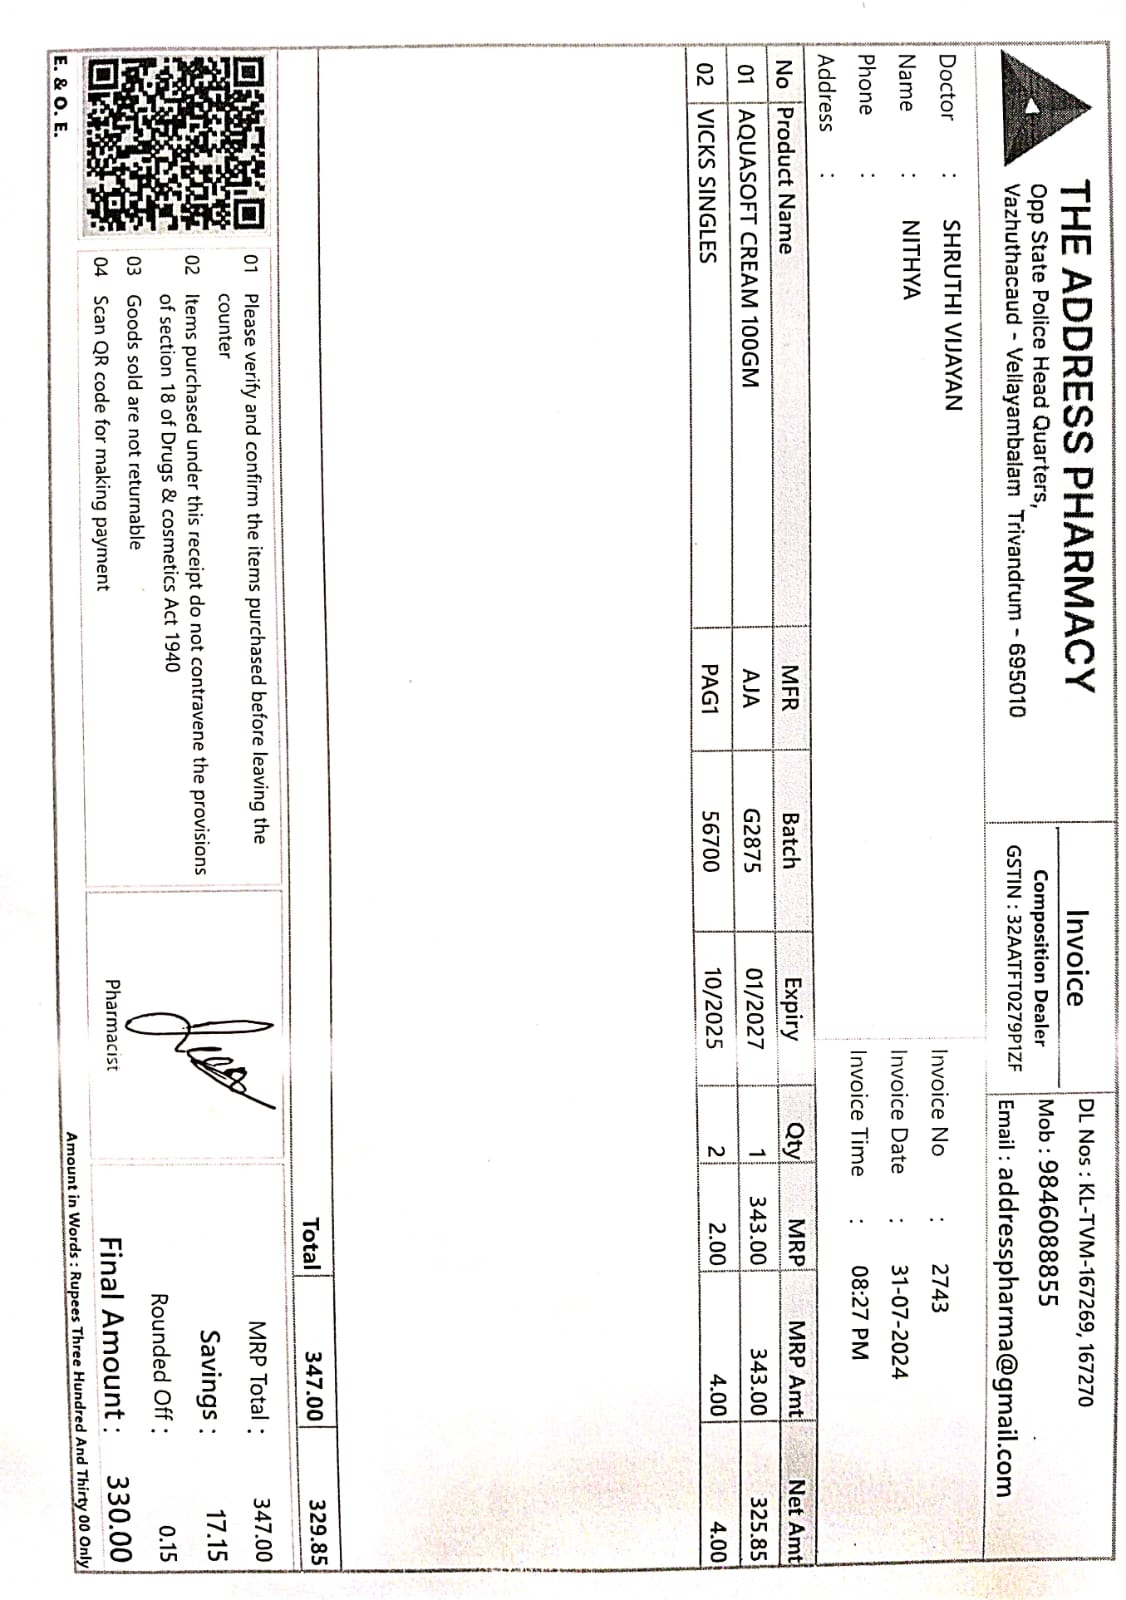 THE ADDRESS PHARMACY
Opp State Police Head Quarters,
Vazhuthacaud - Vellayambalam Trivandrum - 695010
Invoice
Composition Dealer
GSTIN : 32AATFT0279P1ZF
DL Nos : KL-TVM-167269, 167270
Mob : 9846088855
Email : addresspharma@gmail.com
Doctor : SHRUTHI VIJAYAN
Name : NITHYA
Phone :
Address :
Invoice No : 2743
Invoice Date : 31-07-2024
Invoice Time : 08:27 PM
No Product Name MFR Batch Expiry Qty MRP MRP Amt Net Amt
01 AQUASOFT CREAM 100GM AJA G2875 01/2027 1 343.00 343.00 325.85
02 VICKS SINGLES PAG1 56700 10/2025 2 2.00 4.00 4.00
Total 347.00 329.85
01 Please verify and confirm the items purchased before leaving the
counter
02 Items purchased under this receipt do not contravene the provisions
of section 18 of Drugs & cosmetics Act 1940
03 Goods sold are not returnable
04 Scan QR code for making payment
E. & O. E.
Pharmacist
MRP Total : 347.00
Savings : 17.15
Rounded Off : 0.15
Final Amount : 330.00
Amount in Words : Rupees Three Hundred And Thirty 00 Only